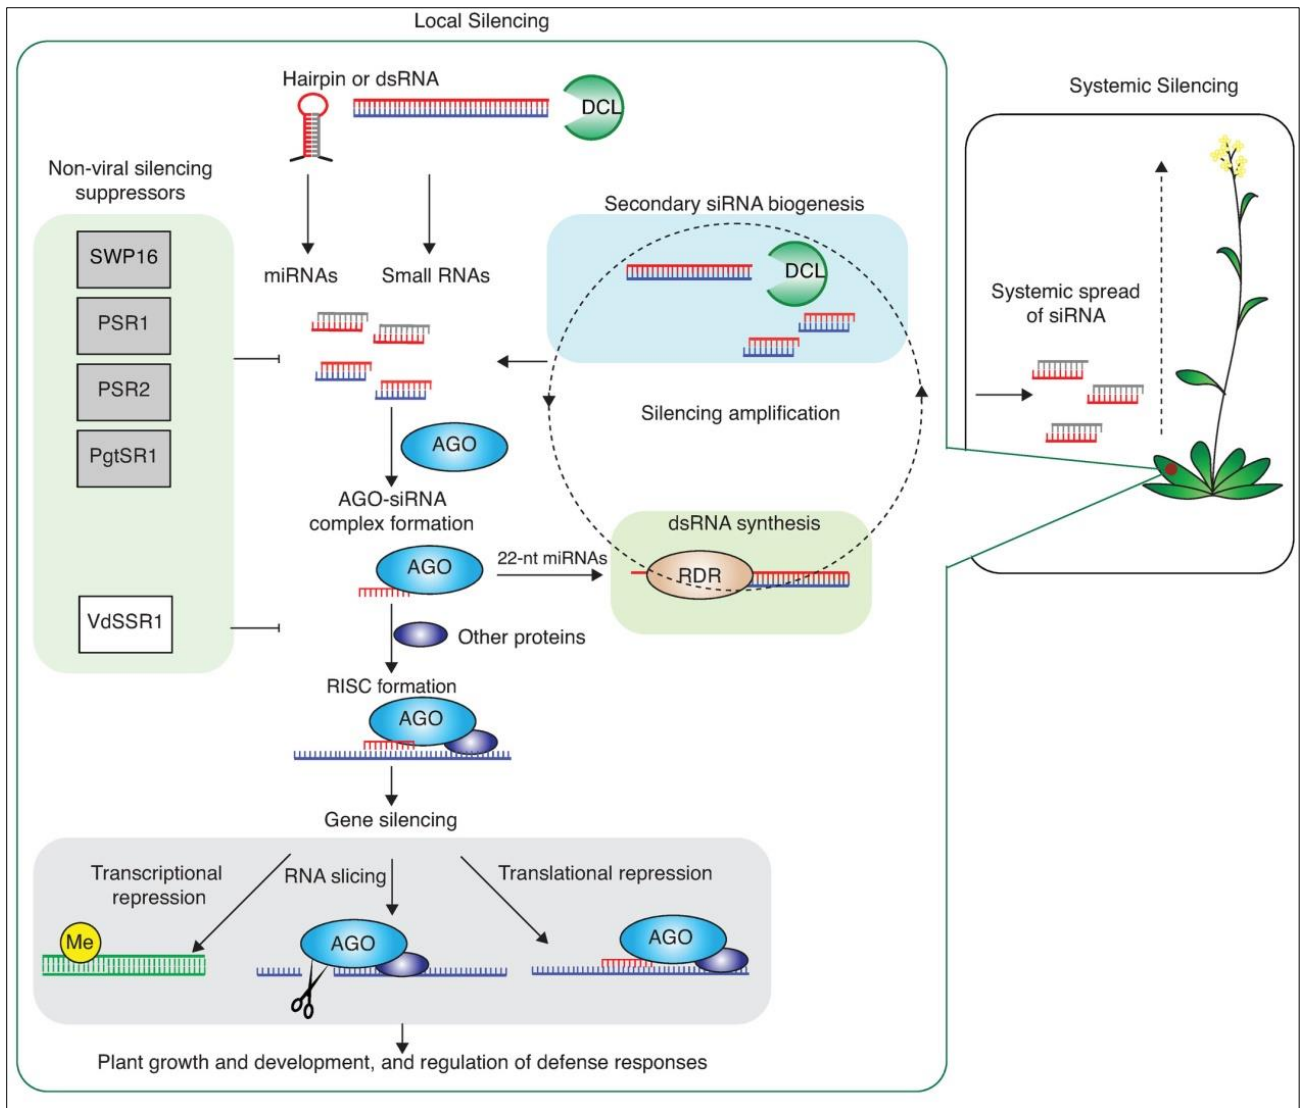 Local Silencing
Hairpin or dsRNA
DCL
Systemic Silencing
Non-viral silencing
suppressors
SWP16
PSR1
PSR2
PgtSR1
VdSSR1
miRNAs
Small RNAs
Secondary siRNA biogenesis
DCL
Silencing amplification
Systemic spread
of siRNA
AGO
AGO-siRNA
complex formation
AGO
22-nt miRNAs
dsRNA synthesis
RDR
Other proteins
RISC formation
AGO
Gene silencing
Transcriptional
repression
RNA slicing
Translational repression
Me
AGO
AGO
Plant growth and development, and regulation of defense responses